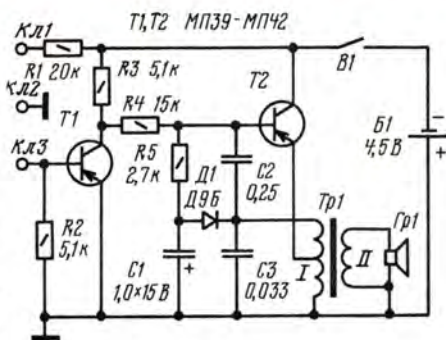 Т1,Т2 МП39-МП42
Кл1
R1 20к
R3 5,1к
Т2
В1
кл2
Т1
R4 15к
Б1
4,5В
Кл3
R5
2,7к
Д1
Д9Б
С2
0,25
Тр1
Гр1
R2
5,1к
С1
1,0×15В
С3
0,033
I
II